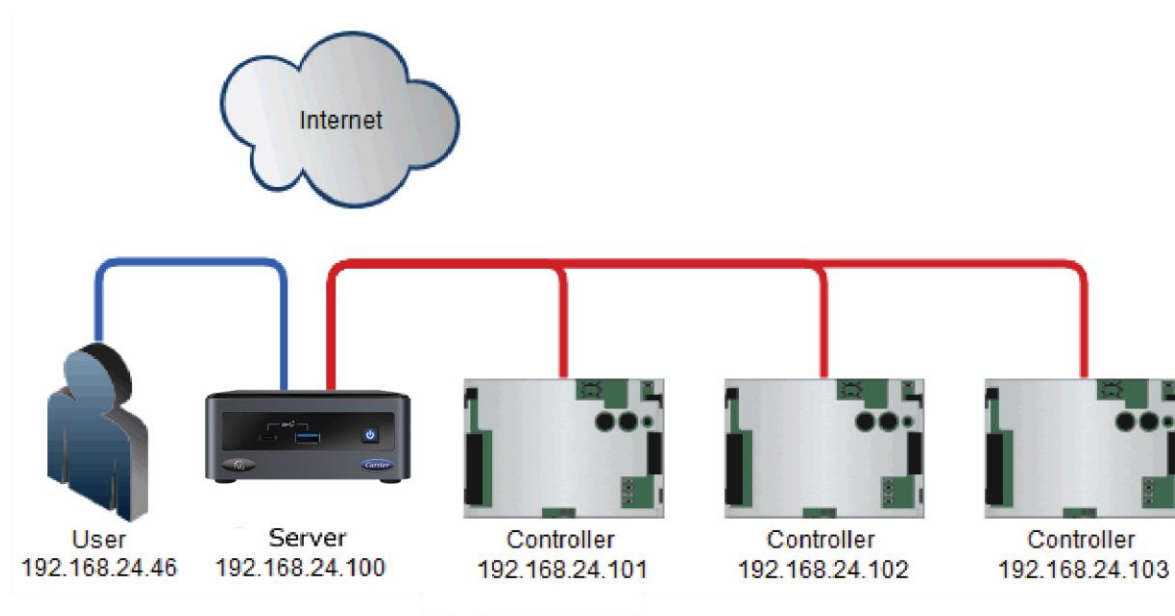 Internet
Carrier
User
192.168.24.46
Server
192.168.24.100
Controller
192.168.24.101
Controller
192.168.24.102
Controller
192.168.24.103